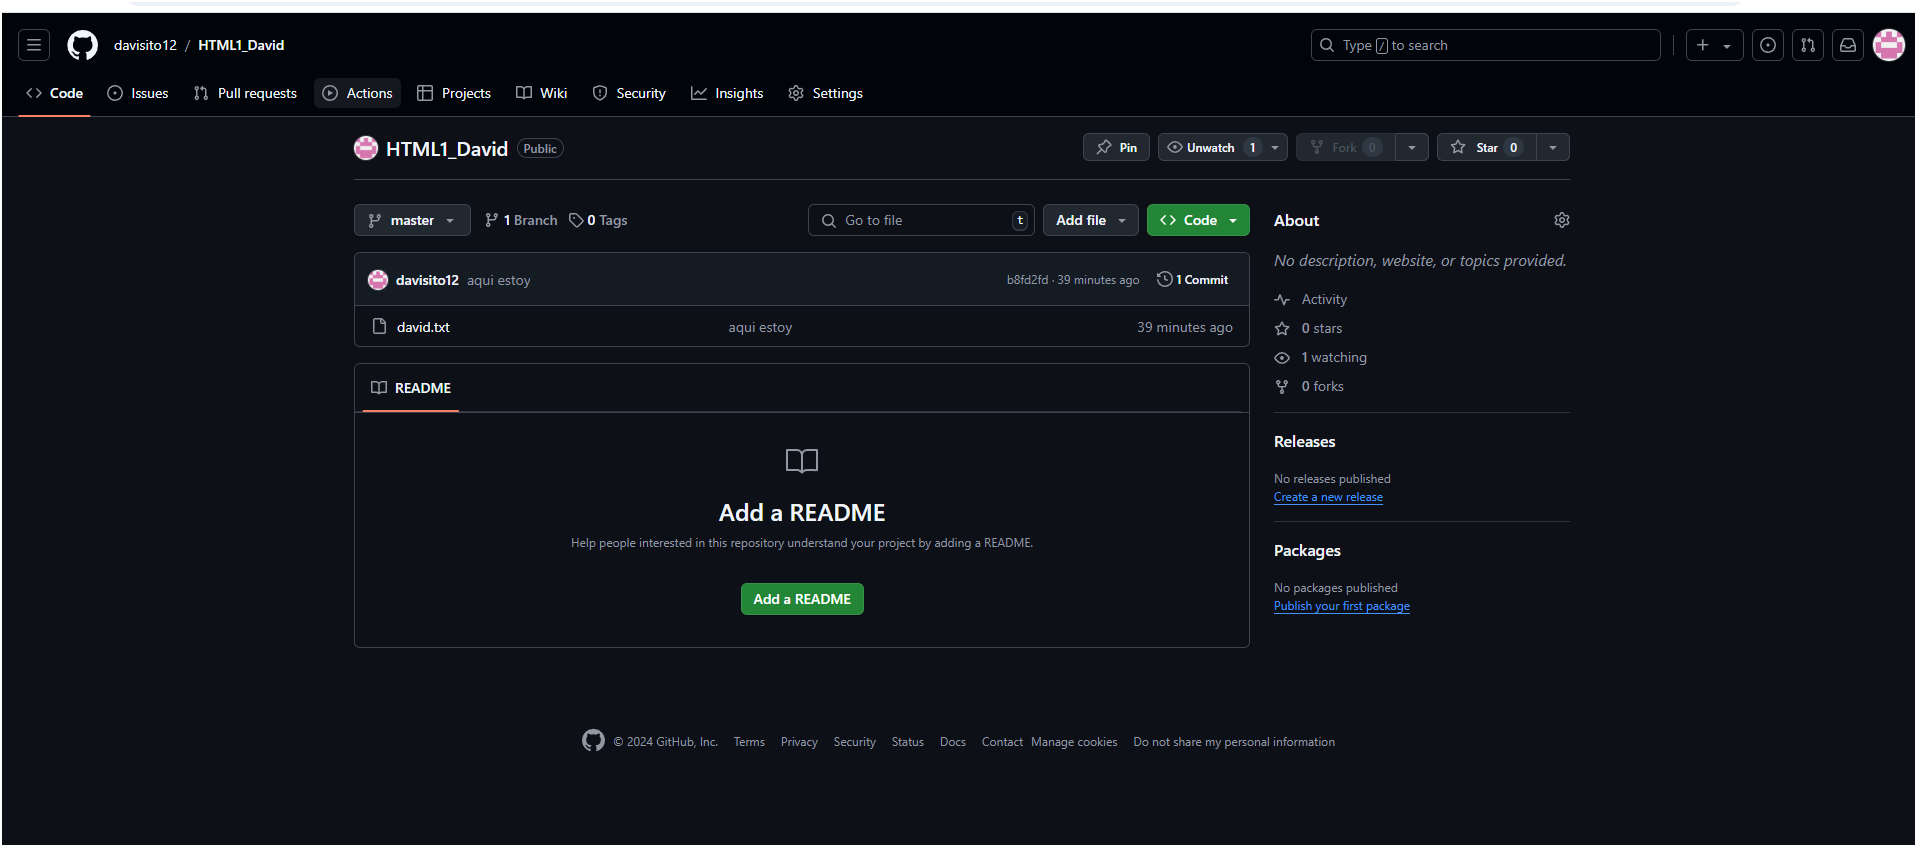 davisito12 / HTML1_David
Type / to search
Code Issues Pull requests Actions Projects Wiki Security Insights Settings
HTML1_David Public
Pin Unwatch 1 Fork 0 Star 0
master 1 Branch 0 Tags Go to file t Add file Code
davisito12 aqui estoy b8fd2fd · 39 minutes ago 1 Commit
david.txt aqui estoy 39 minutes ago
README
Add a README
Help people interested in this repository understand your project by adding a README.
Add a README
About
No description, website, or topics provided.
Activity
0 stars
1 watching
0 forks
Releases
No releases published
Create a new release
Packages
No packages published
Publish your first package
© 2024 GitHub, Inc. Terms Privacy Security Status Docs Contact Manage cookies Do not share my personal information